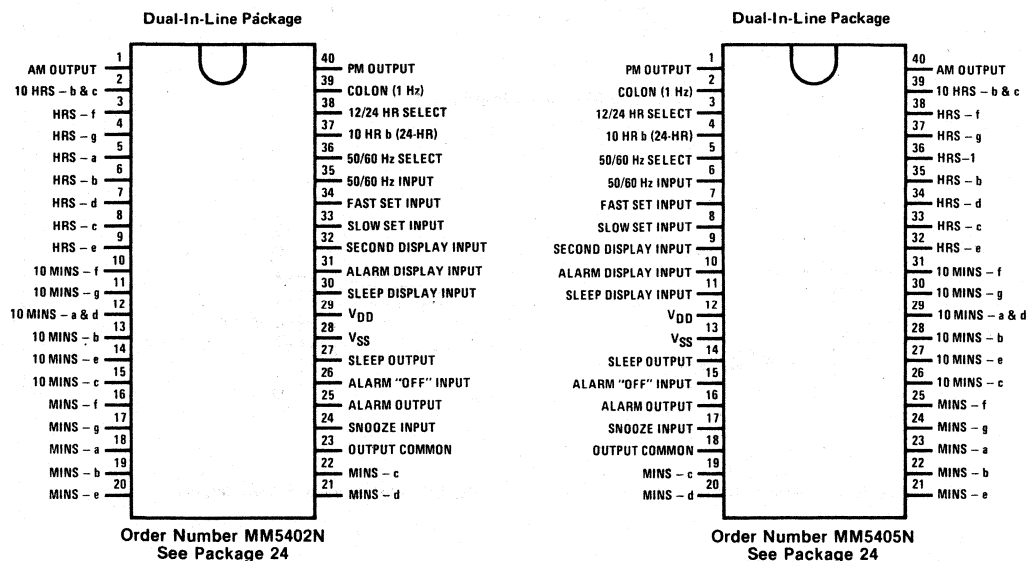 Dual-In-Line Package
1 AM OUTPUT
2 10 HRS – b & c
3 HRS – f
4 HRS – g
5 HRS – a
6 HRS – b
7 HRS – d
8 HRS – c
9 HRS – e
10 10 MINS – f
11 10 MINS – g
12 10 MINS – a & d
13 10 MINS – b
14 10 MINS – e
15 10 MINS – c
16 MINS – f
17 MINS – g
18 MINS – a
19 MINS – b
20 MINS – e
40 PM OUTPUT
39 COLON (1 Hz)
38 12/24 HR SELECT
37 10 HR b (24-HR)
36 50/60 Hz SELECT
35 50/60 Hz INPUT
34 FAST SET INPUT
33 SLOW SET INPUT
32 SECOND DISPLAY INPUT
31 ALARM DISPLAY INPUT
30 SLEEP DISPLAY INPUT
29 VDD
28 VSS
27 SLEEP OUTPUT
26 ALARM "OFF" INPUT
25 ALARM OUTPUT
24 SNOOZE INPUT
23 OUTPUT COMMON
22 MINS – c
21 MINS – d
Order Number MM5402N
See Package 24
Dual-In-Line Package
1 PM OUTPUT
2 COLON (1 Hz)
3 12/24 HR SELECT
4 10 HR b (24-HR)
5 50/60 Hz SELECT
6 50/60 Hz INPUT
7 FAST SET INPUT
8 SLOW SET INPUT
9 SECOND DISPLAY INPUT
10 ALARM DISPLAY INPUT
11 SLEEP DISPLAY INPUT
12 VDD
13 VSS
14 SLEEP OUTPUT
15 ALARM "OFF" INPUT
16 ALARM OUTPUT
17 SNOOZE INPUT
18 OUTPUT COMMON
19 MINS – c
20 MINS – d
40 AM OUTPUT
39 10 HRS – b & c
38 HRS – f
37 HRS – g
36 HRS–1
35 HRS – b
34 HRS – d
33 HRS – c
32 HRS – e
31 10 MINS – f
30 10 MINS – g
29 10 MINS – a & d
28 10 MINS – b
27 10 MINS – e
26 10 MINS – c
25 MINS – f
24 MINS – g
23 MINS – a
22 MINS – b
21 MINS – e
Order Number MM5405N
See Package 24